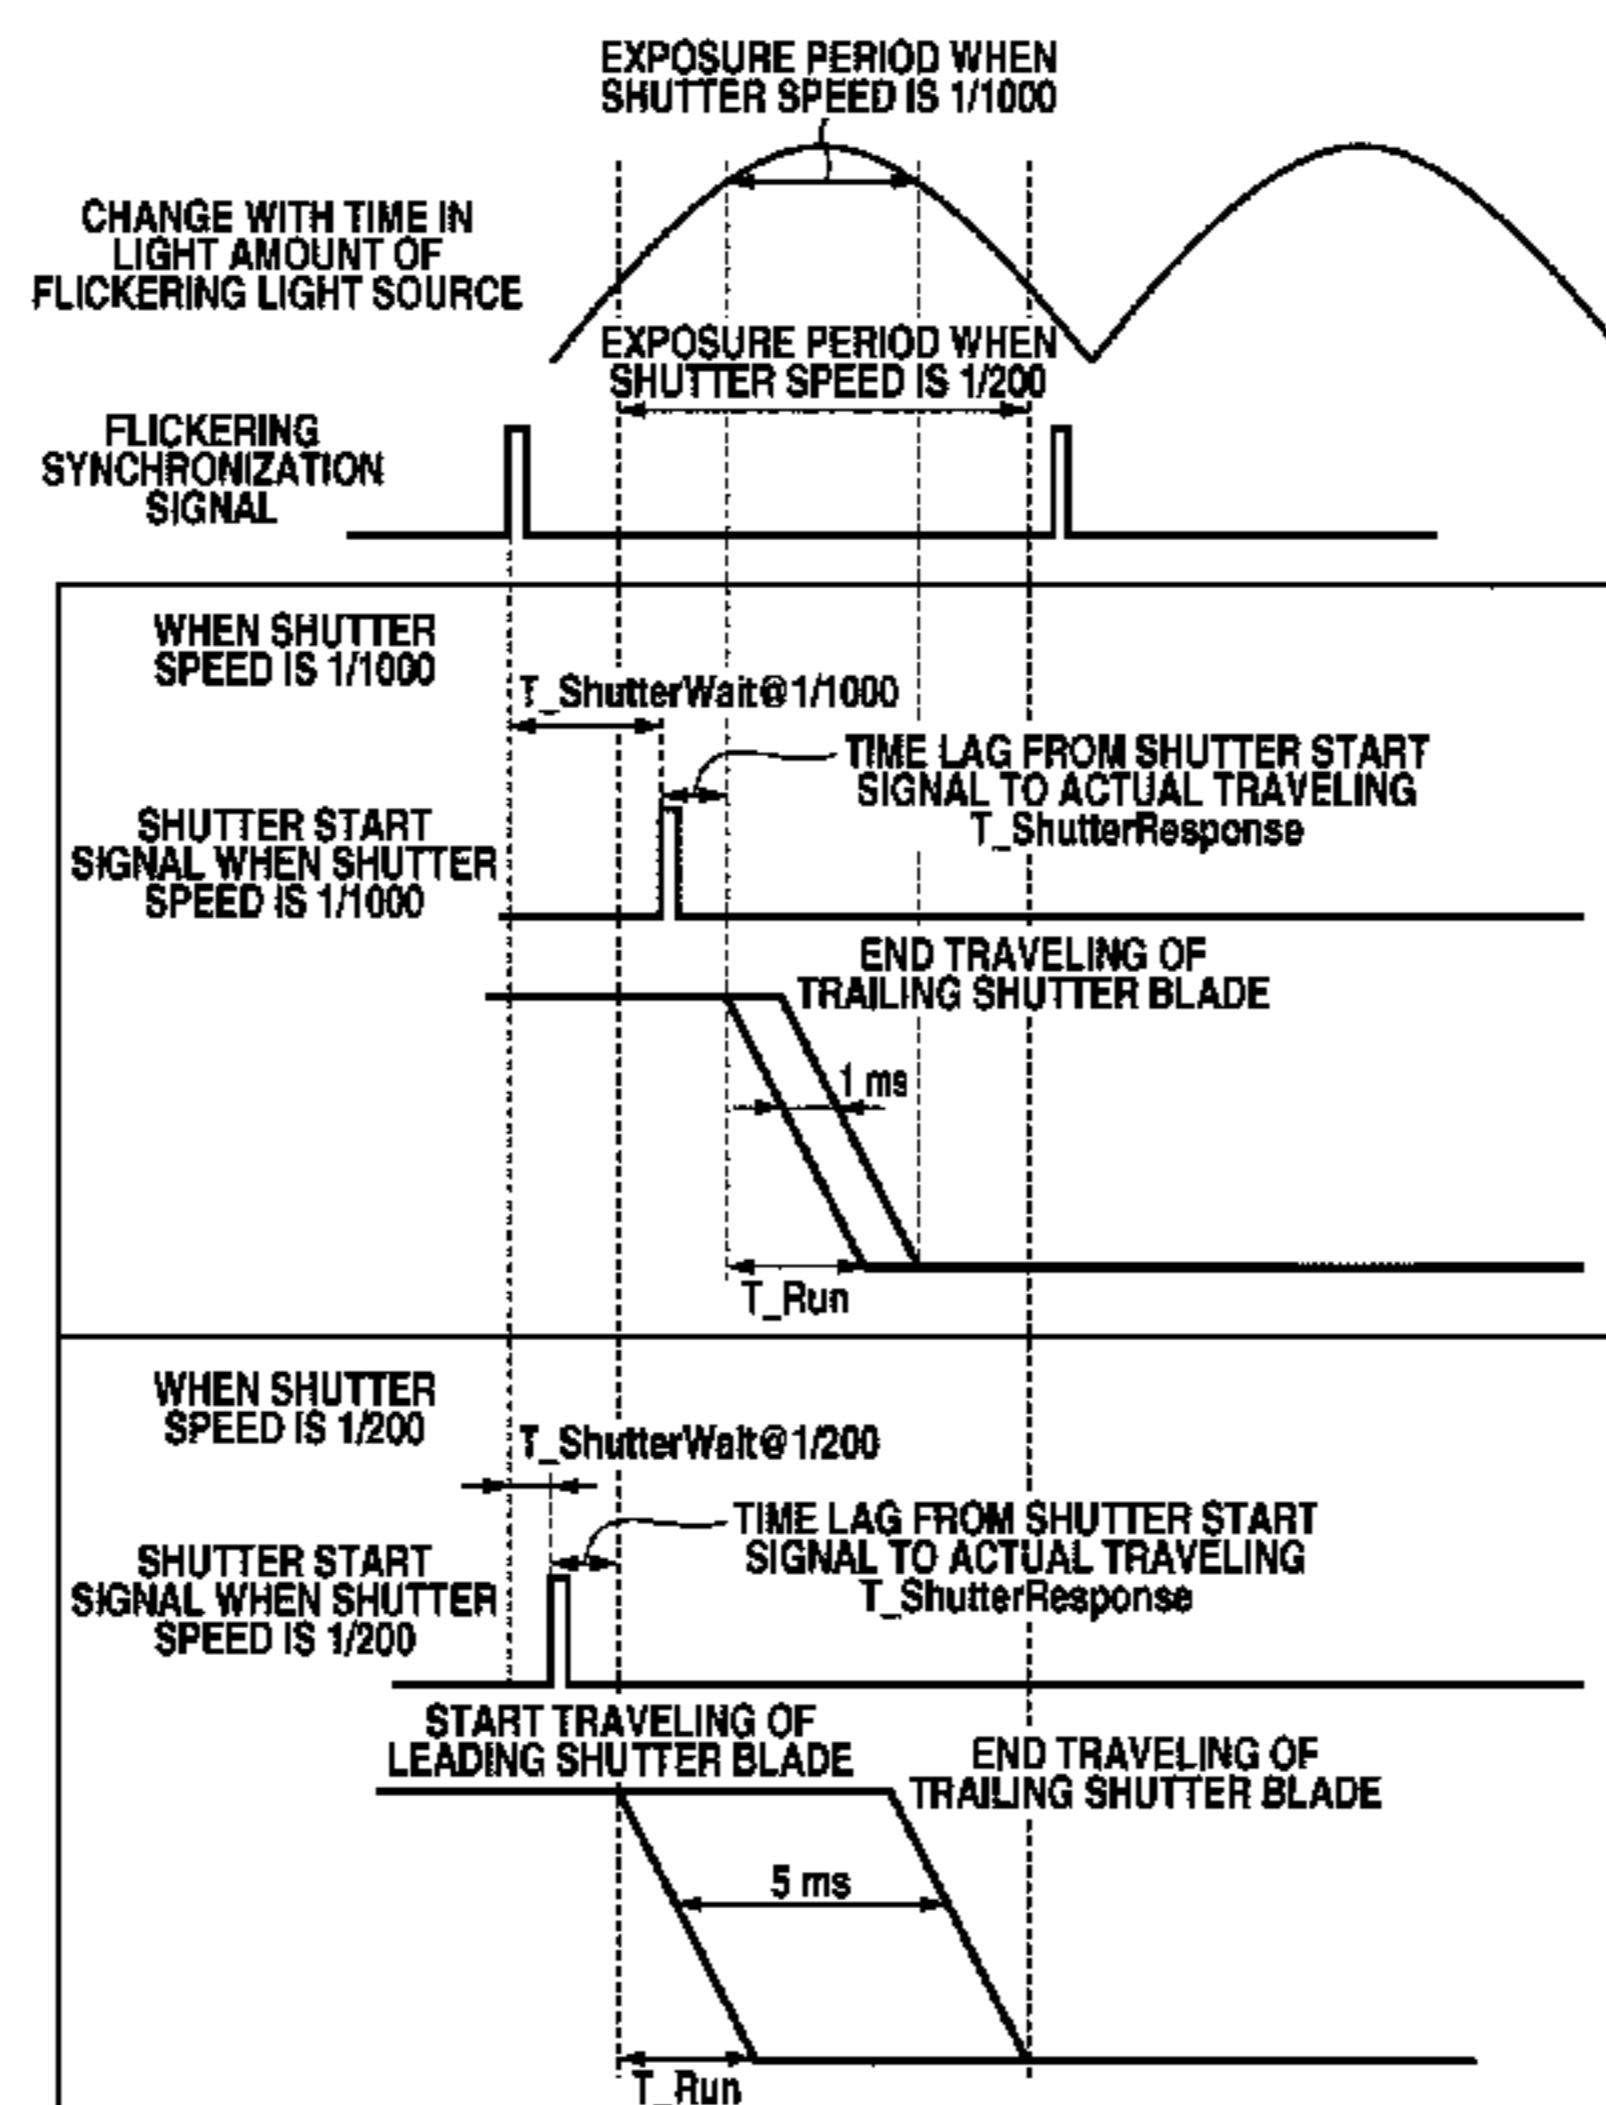 EXPOSURE PERIOD WHEN
SHUTTER SPEED IS 1/1000
CHANGE WITH TIME IN
LIGHT AMOUNT OF
FLICKERING LIGHT SOURCE
EXPOSURE PERIOD WHEN
SHUTTER SPEED IS 1/200
FLICKERING
SYNCHRONIZATION
SIGNAL
WHEN SHUTTER
SPEED IS 1/1000
T_ShutterWait@1/1000
TIME LAG FROM SHUTTER START
SIGNAL TO ACTUAL TRAVELING
T_ShutterResponse
SHUTTER START
SIGNAL WHEN SHUTTER
SPEED IS 1/1000
END TRAVELING OF
TRAILING SHUTTER BLADE
1 ms
T_Run
WHEN SHUTTER
SPEED IS 1/200
T_ShutterWait@1/200
TIME LAG FROM SHUTTER START
SIGNAL TO ACTUAL TRAVELING
T_ShutterResponse
SHUTTER START
SIGNAL WHEN SHUTTER
SPEED IS 1/200
START TRAVELING OF
LEADING SHUTTER BLADE
END TRAVELING OF
TRAILING SHUTTER BLADE
5 ms
T_Run